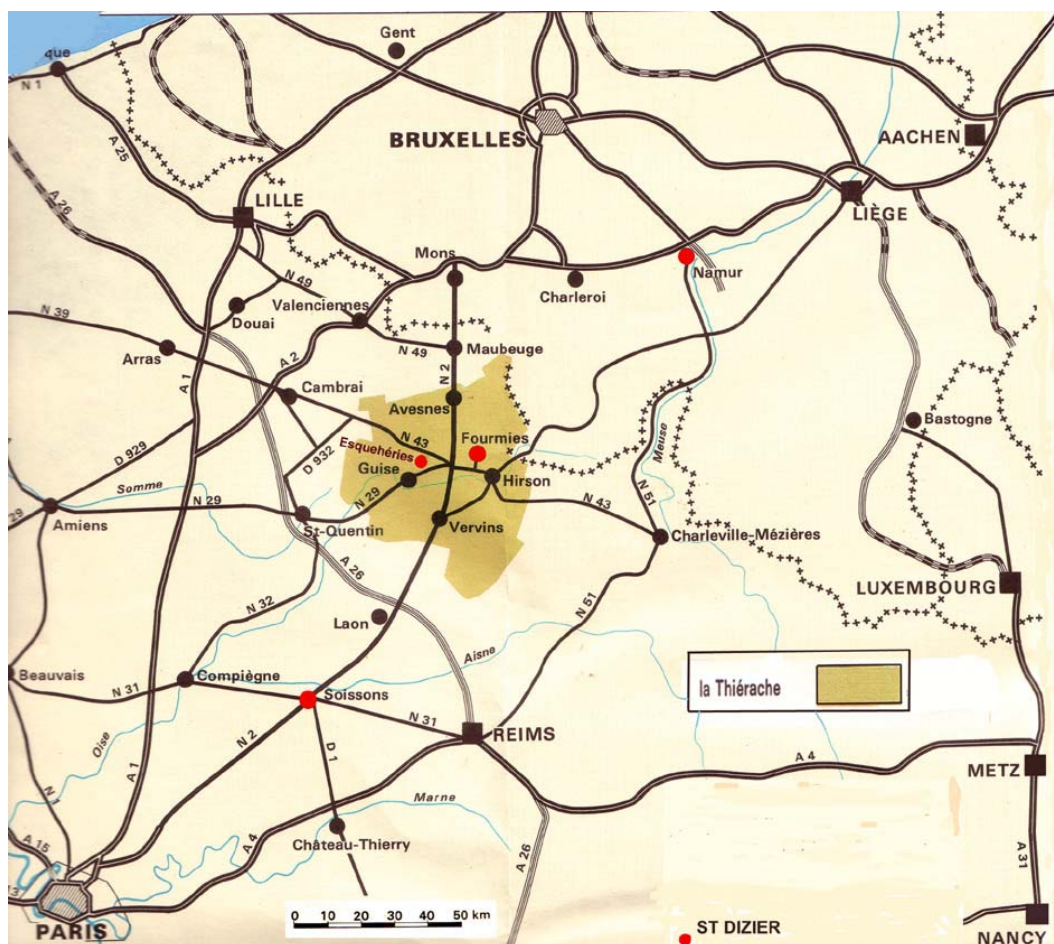 que
N 1
Gent
A 25
BRUXELLES
AACHEN
A 26
LILLE
LIÈGE
Mons
Namur
N 49
Charleroi
Valenciennes
Douai
N 39
N 49
Maubeuge
Arras
A 2
A 1
N 2
Cambrai
Avesnes
Bastogne
N 43
Fourmies
Esquehéries
D 929
D 932
Guise
Meuse
Somme
Hirson
N 29
N 29
N 51
N 43
29
Amiens
St-Quentin
Vervins
Charleville-Mézières
A 26
LUXEMBOURG
N 32
N 51
Laon
Aisne
Beauvais
Compiègne
la Thiérache
N 31
Soissons
N 31
REIMS
Oise
N 2
D 1
A 4
METZ
A 1
N 1
Marne
A 15
A 4
Château-Thierry
A 26
A 31
13
0 10 20 30 40 50 km
PARIS
ST DIZIER
NANCY